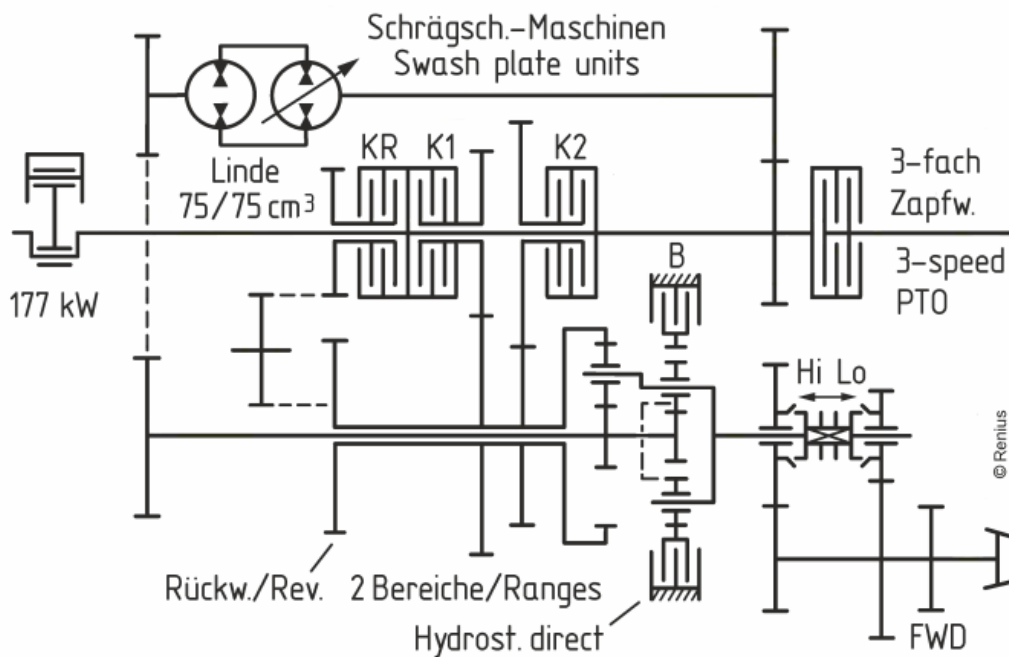 Schrägsch.-Maschinen
Swash plate units
Linde
75/75 cm³
KR
K1
K2
3-fach
Zapfw.
3-speed
PTO
177 kW
B
Hi Lo
© Renius
Rückw./Rev.
2 Bereiche/Ranges
Hydrost. direct
FWD